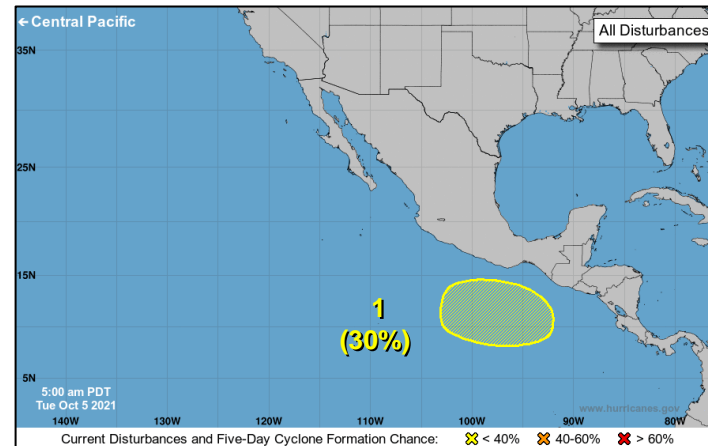 ← Central Pacific
All Disturbances
35N
25N
15N
1
(30%)
5N
5:00 am PDT
Tue Oct 5 2021
www.hurricanes.gov
140W 130W 120W 110W 100W 90W 80W
Current Disturbances and Five-Day Cyclone Formation Chance: < 40% 40-60% > 60%